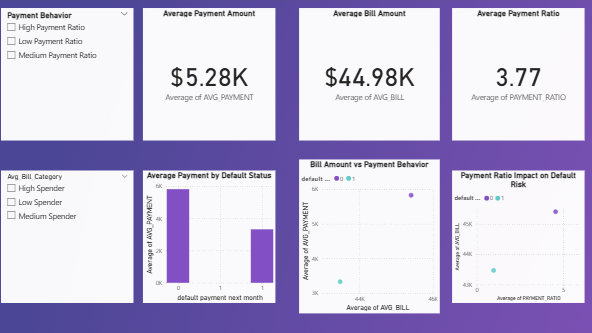 Payment Behavior
High Payment Ratio
Low Payment Ratio
Medium Payment Ratio
Average Payment Amount
$5.28K
Average of AVG_PAYMENT
Average Bill Amount
$44.98K
Average of AVG_BILL
Average Payment Ratio
3.77
Average of PAYMENT_RATIO
Avg_Bill_Category
High Spender
Low Spender
Medium Spender
Average Payment by Default Status
Average of AVG_PAYMENT
6K
4K
2K
0K
0
1
1
default payment next month
Bill Amount vs Payment Behavior
default ... 0 1
Average of AVG_PAYMENT
6K
5K
4K
3K
44K
46K
Average of AVG_BILL
Payment Ratio Impact on Default
Risk
default ... 0 1
Average of AVG_BILL
45K
44K
43K
0
5
Average of PAYMENT_RATIO